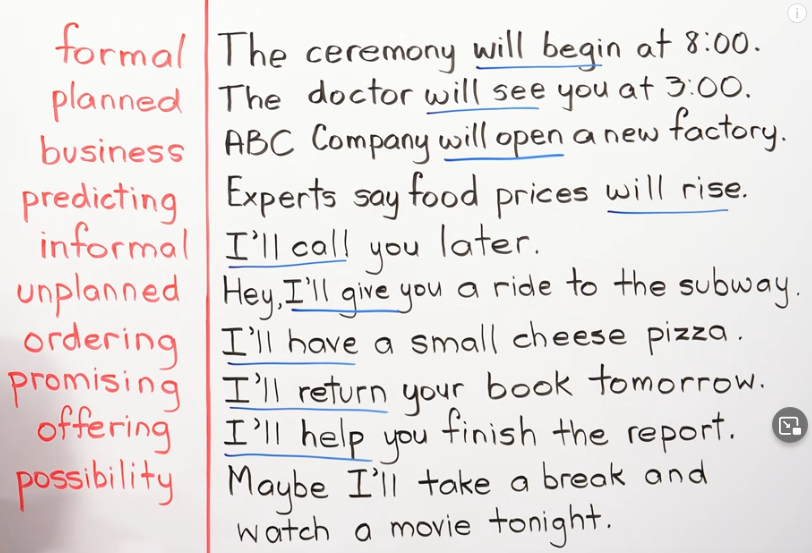 formal The ceremony will begin at 8:00.
planned The doctor will see you at 3:00.
business ABC Company will open a new factory.
predicting Experts say food prices will rise.
informal I'll call you later.
unplanned Hey, I'll give you a ride to the subway.
ordering I'll have a small cheese pizza.
promising I'll return your book tomorrow.
offering I'll help you finish the report.
possibility Maybe I'll take a break and
watch a movie tonight.